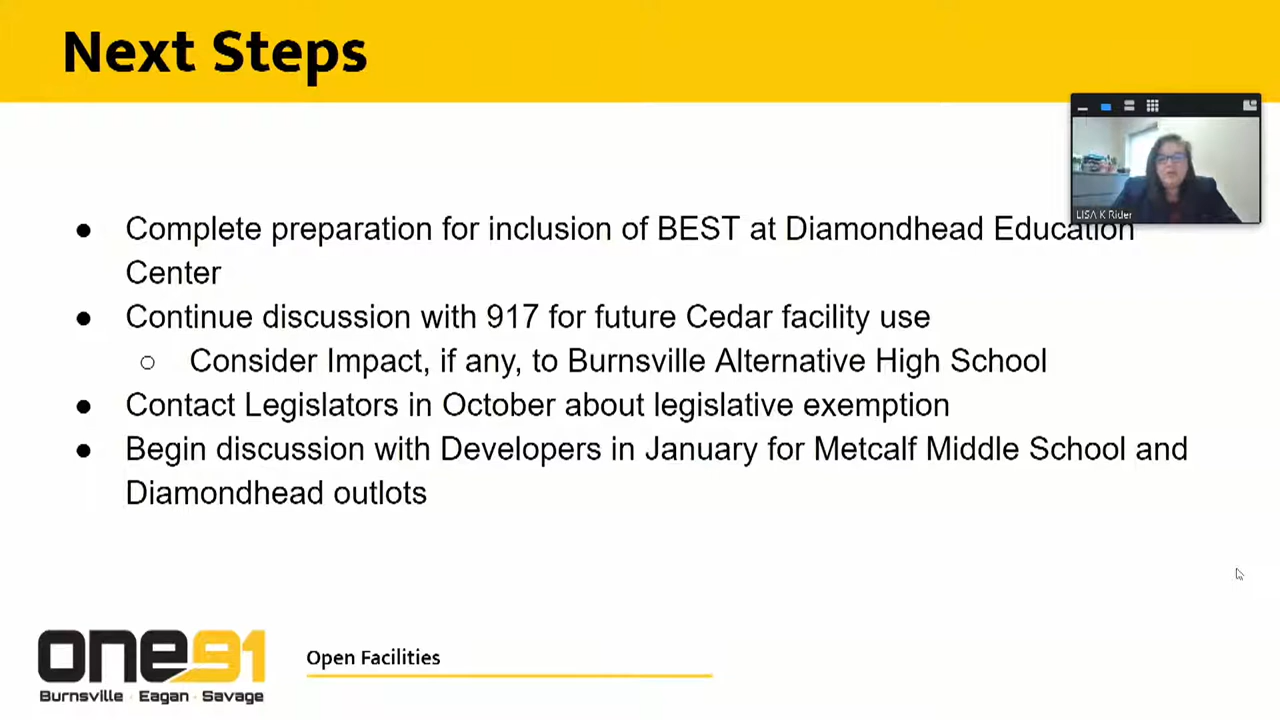 Next Steps
LISA K Rider
● Complete preparation for inclusion of BEST at Diamondhead Education
Center
● Continue discussion with 917 for future Cedar facility use
○ Consider Impact, if any, to Burnsville Alternative High School
● Contact Legislators in October about legislative exemption
● Begin discussion with Developers in January for Metcalf Middle School and
Diamondhead outlots
one91
Burnsville · Eagan · Savage
Open Facilities